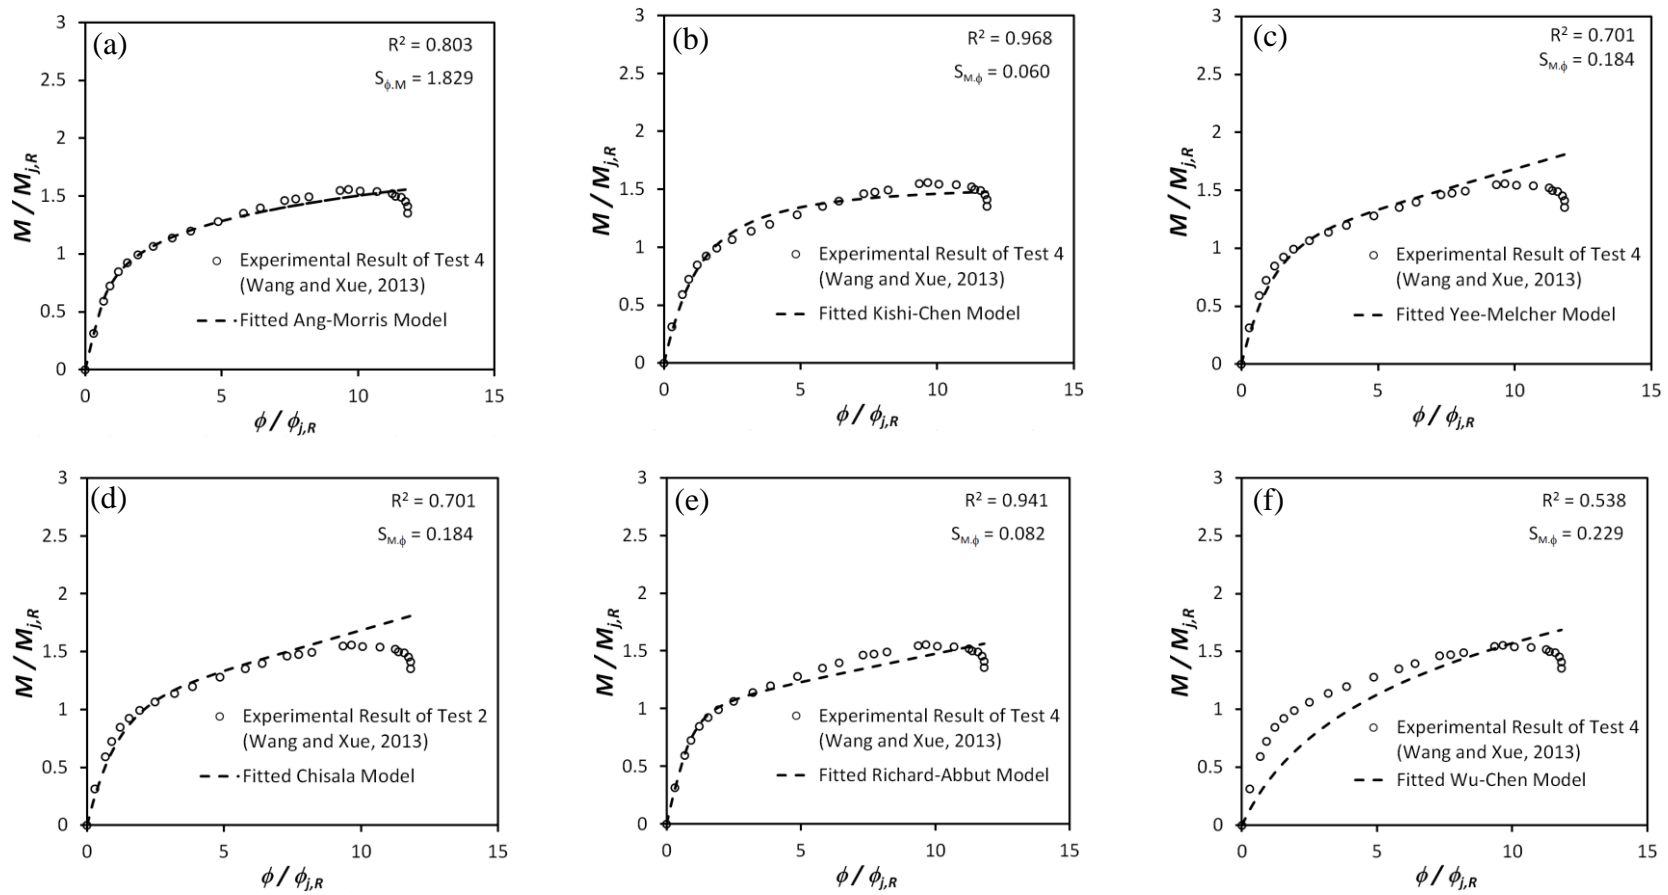 (a)
R² = 0.803
S_ϕ.M = 1.829
3
2.5
2
1.5
1
0.5
0
M / M_j,R
Experimental Result of Test 4
(Wang and Xue, 2013)
Fitted Ang-Morris Model
0 5 10 15
ϕ / ϕ_j,R
(b)
R² = 0.968
S_M.ϕ = 0.060
3
2.5
2
1.5
1
0.5
0
M / M_j,R
Experimental Result of Test 4
(Wang and Xue, 2013)
Fitted Kishi-Chen Model
0 5 10 15
ϕ / ϕ_j,R
(c)
R² = 0.701
S_M.ϕ = 0.184
3
2.5
2
1.5
1
0.5
0
M / M_j,R
Experimental Result of Test 4
(Wang and Xue, 2013)
Fitted Yee-Melcher Model
0 5 10 15
ϕ / ϕ_j,R
(d)
R² = 0.701
S_M.ϕ = 0.184
3
2.5
2
1.5
1
0.5
0
M / M_j,R
Experimental Result of Test 2
(Wang and Xue, 2013)
Fitted Chisala Model
0 5 10 15
ϕ / ϕ_j,R
(e)
R² = 0.941
S_M.ϕ = 0.082
3
2.5
2
1.5
1
0.5
0
M / M_j,R
Experimental Result of Test 4
(Wang and Xue, 2013)
Fitted Richard-Abbut Model
0 5 10 15
ϕ / ϕ_j,R
(f)
R² = 0.538
S_M.ϕ = 0.229
3
2.5
2
1.5
1
0.5
0
M / M_j,R
Experimental Result of Test 4
(Wang and Xue, 2013)
Fitted Wu-Chen Model
0 5 10 15
ϕ / ϕ_j,R